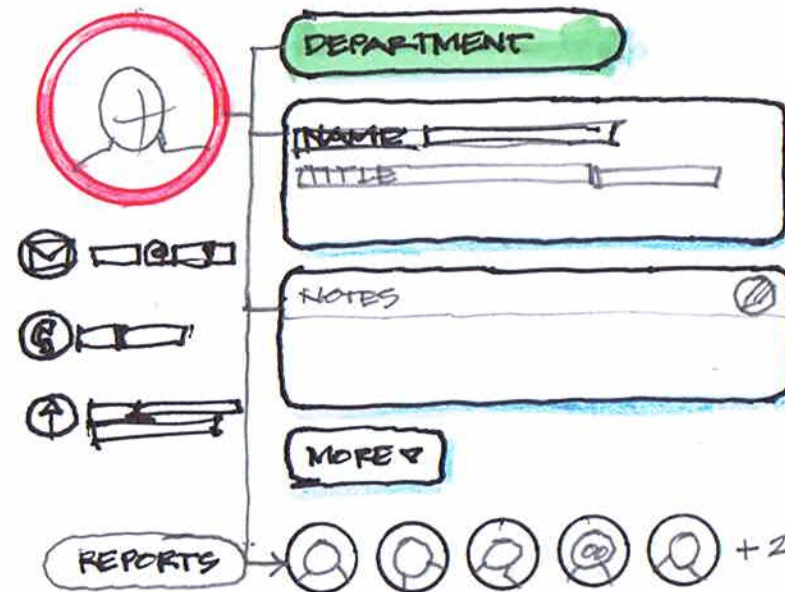 DEPARTMENT
NAME
TITLE
@
NOTES
MORE
REPORTS
+2